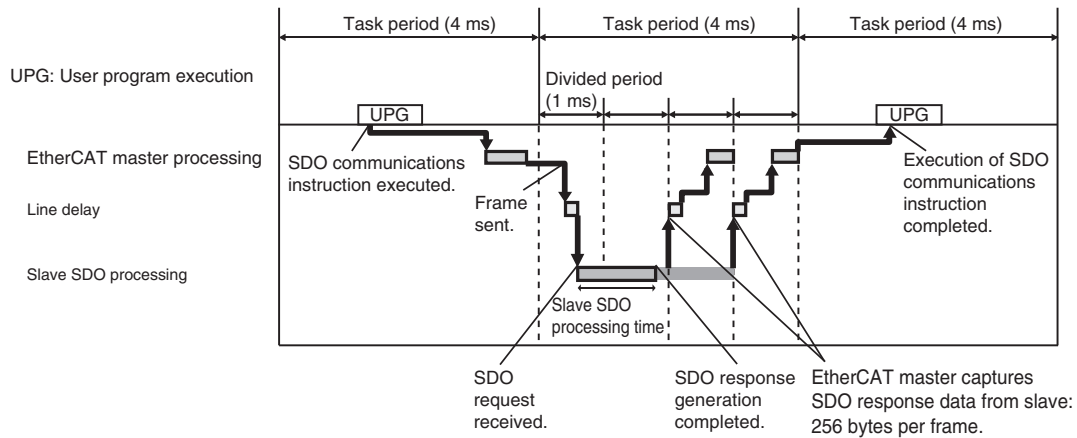 Task period (4 ms)
Task period (4 ms)
Task period (4 ms)
UPG: User program execution
Divided period
(1 ms)
UPG
UPG
EtherCAT master processing
SDO communications
instruction executed.
Execution of SDO
communications
instruction
completed.
Frame
sent.
Line delay
Slave SDO processing
Slave SDO
processing time
SDO
request
received.
SDO response
generation
completed.
EtherCAT master captures
SDO response data from slave:
256 bytes per frame.